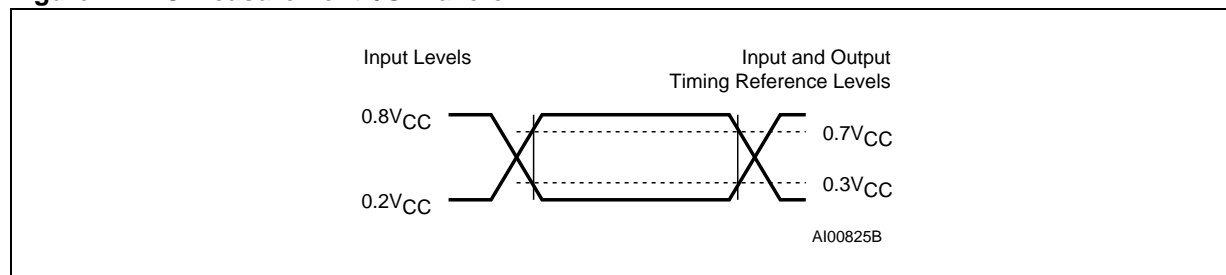 Input Levels
Input and Output
Timing Reference Levels
0.8VCC
0.7VCC
0.3VCC
0.2VCC
AI00825B